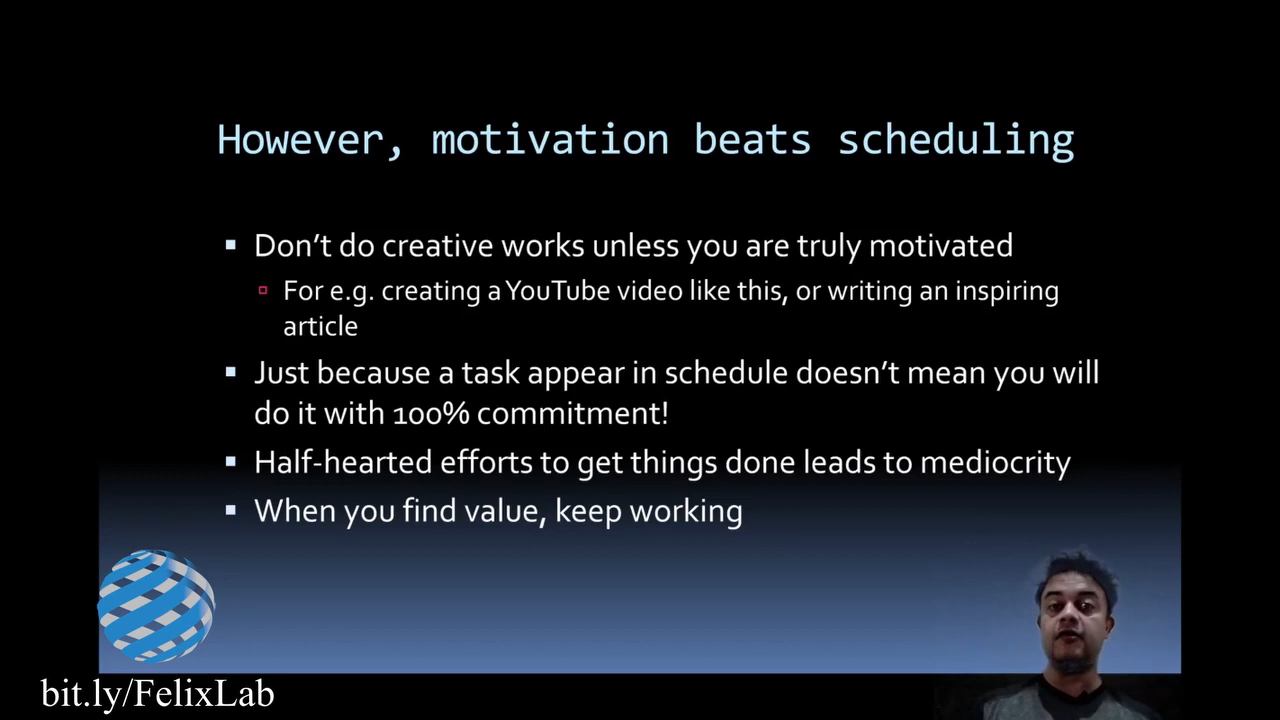 However, motivation beats scheduling
Don't do creative works unless you are truly motivated
For e.g. creating a YouTube video like this, or writing an inspiring
article
Just because a task appear in schedule doesn't mean you will
do it with 100% commitment!
Half-hearted efforts to get things done leads to mediocrity
When you find value, keep working
bit.ly/FelixLab